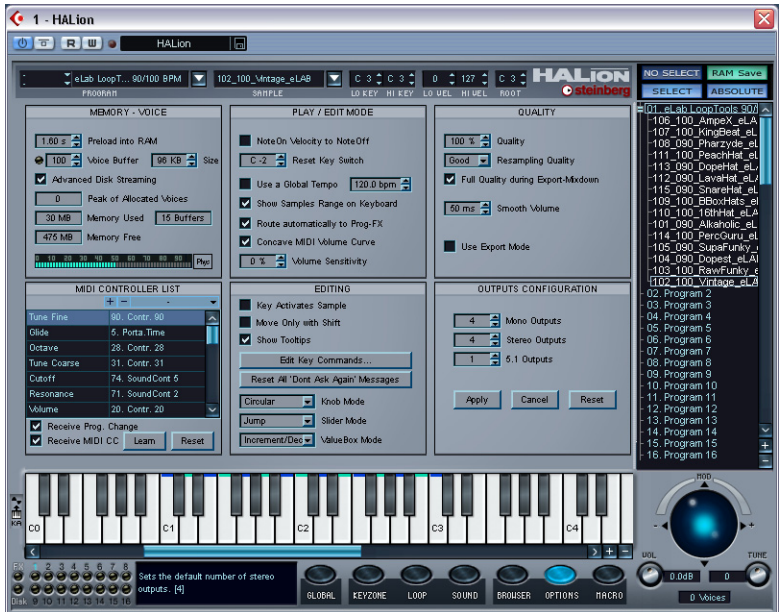 1 - HALion
R W HALion
eLab LoopT... 90/100 BPM 102_100_Vintage_eLAB C 3 C 3 0 127 C 3 HALion
PROGRAM SAMPLE LO KEY HI KEY LO VEL HI VEL ROOT steinberg
NO SELECT RAM Save
SELECT ABSOLUTE
MEMORY - VOICE
1.60 s Preload into RAM
100 Voice Buffer 96 KB Size
Advanced Disk Streaming
0 Peak of Allocated Voices
30 MB Memory Used 15 Buffers
475 MB Memory Free
0 10 20 30 40 50 60 70 80 90 Phys
PLAY / EDIT MODE
NoteOn Velocity to NoteOff
C -2 Reset Key Switch
Use a Global Tempo 120.0 bpm
Show Samples Range on Keyboard
Route automatically to Prog-FX
Concave MIDI Volume Curve
0 % Volume Sensitivity
QUALITY
100 % Quality
Good Resampling Quality
Full Quality during Export-Mixdown
50 ms Smooth Volume
Use Export Mode
MIDI CONTROLLER LIST
+ - -
Tune Fine 90. Contr. 90
Glide 5. Porta.Time
Octave 28. Contr. 28
Tune Coarse 31. Contr. 31
Cutoff 74. SoundCont 5
Resonance 71. SoundCont 2
Volume 20. Contr. 20
Receive Prog. Change
Receive MIDI CC Learn Reset
EDITING
Key Activates Sample
Move Only with Shift
Show Tooltips
Edit Key Commands...
Reset All 'Dont Ask Again' Messages
Circular Knob Mode
Jump Slider Mode
Increment/Dec ValueBox Mode
OUTPUTS CONFIGURATION
4 Mono Outputs
4 Stereo Outputs
1 5.1 Outputs
Apply Cancel Reset
01. eLab LoopTools 90/
106_100_AmpeX_eLA
107_100_KingBeat_eL
108_090_Pharzyde_eL
111_100_PeachHat_eL
113_090_DopeHat_eLA
112_090_LavaHat_eLA
115_090_SnareHat_eL
109_100_BBoxHats_el
110_100_16thHat_eLA
101_090_Alkaholic_eL
114_100_PercGuru_eL
105_090_SupaFunky_
104_090_Dopest_eLAl
103_100_RawFunky_e
102_100_Vintage_eLA
02. Program 2
03. Program 3
04. Program 4
05. Program 5
06. Program 6
07. Program 7
08. Program 8
09. Program 9
10. Program 10
11. Program 11
12. Program 12
13. Program 13
14. Program 14
15. Program 15 +
16. Program 16 -
KA C0 C1 C2 C3 C4
+ -
FX 1 2 3 4 5 6 7 8
Disk 9 10 11 12 13 14 15 16
Sets the default number of stereo
outputs. [4]
GLOBAL KEYZONE LOOP SOUND BROWSER OPTIONS MACRO
MOD
- +
VOL TUNE
0.0dB 0
0 Voices